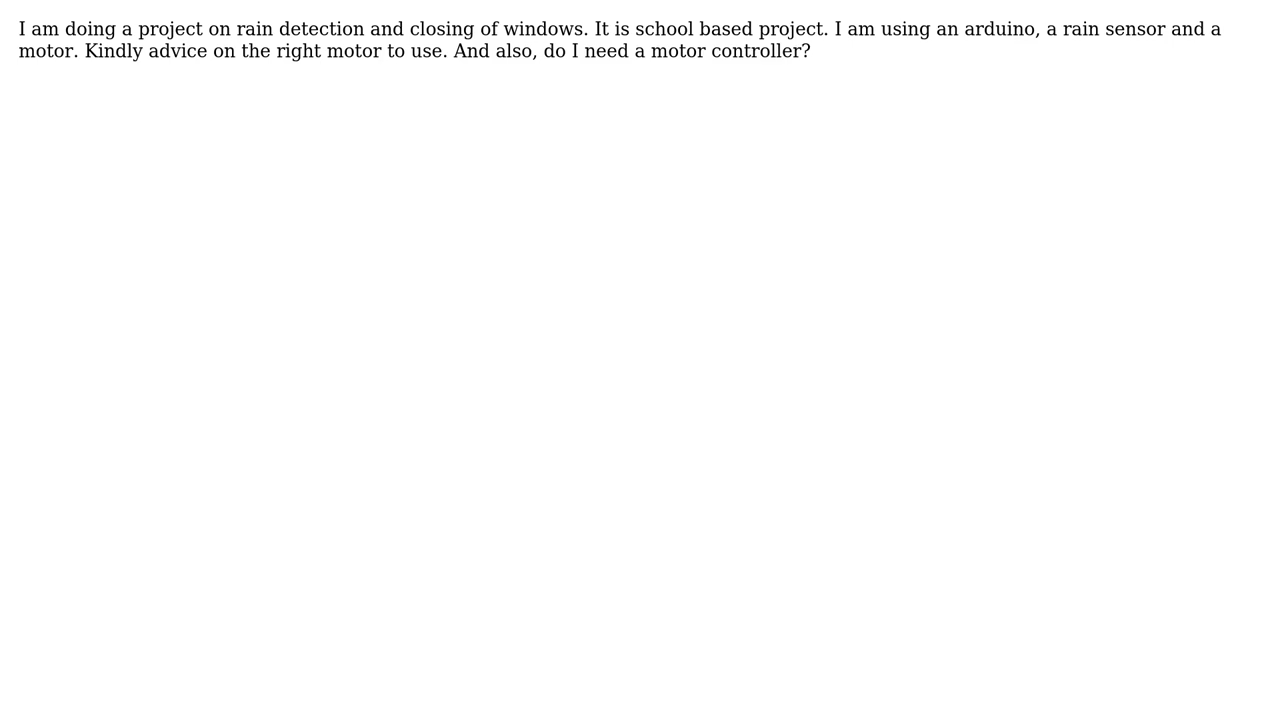 I am doing a project on rain detection and closing of windows. It is school based project. I am using an arduino, a rain sensor and a
motor. Kindly advice on the right motor to use. And also, do I need a motor controller?